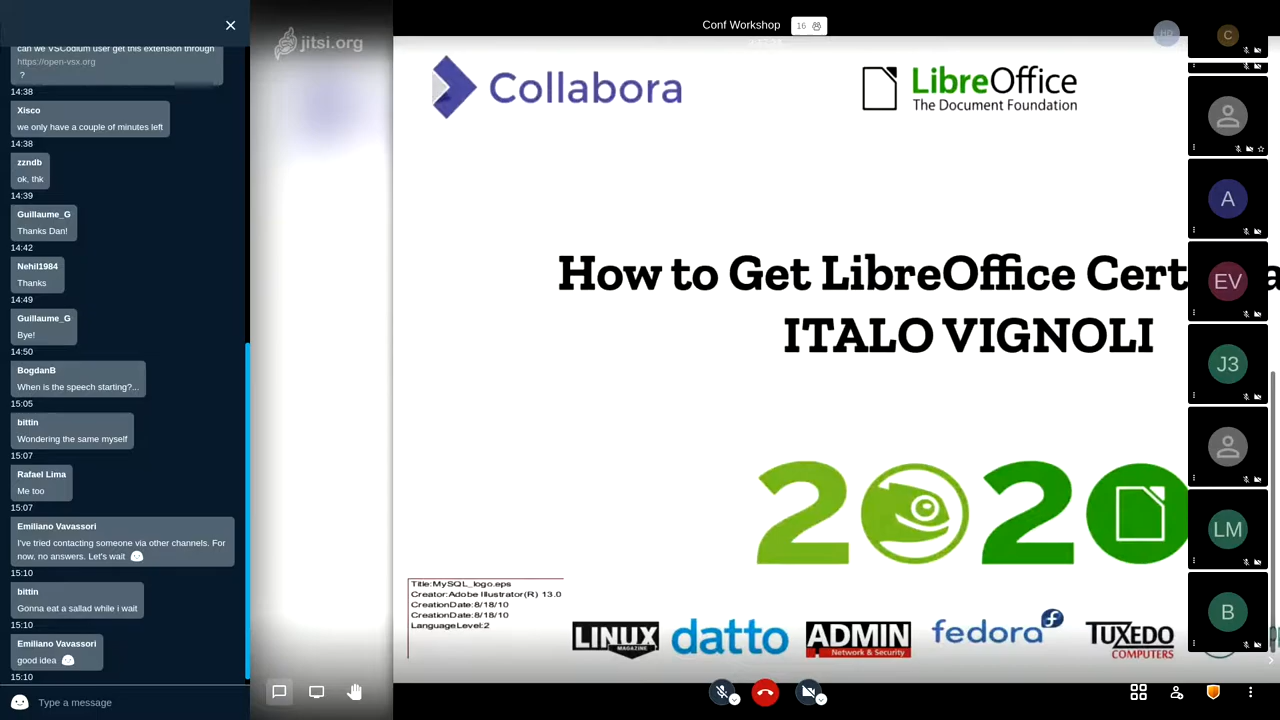 can we VSCodium user get this extension through
https://open-vsx.org
?
14:38
Xisco
we only have a couple of minutes left
14:38
zzndb
ok, thk
14:39
Guillaume_G
Thanks Dan!
14:42
Nehil1984
Thanks
14:49
Guillaume_G
Bye!
14:50
BogdanB
When is the speech starting?...
15:05
bittin
Wondering the same myself
15:07
Rafael Lima
Me too
15:07
Emiliano Vavassori
I've tried contacting someone via other channels. For
now, no answers. Let's wait
15:10
bittin
Gonna eat a sallad while i wait
15:10
Emiliano Vavassori
good idea
15:10
Type a message
jitsi.org
Conf Workshop
16
Collabora
LibreOffice
The Document Foundation
How to Get LibreOffice Cert
ITALO VIGNOLI
2020
Title:MySQL_logo.eps
Creator:Adobe Illustrator(R) 13.0
CreationDate:8/18/10
CreationDate:8/18/10
LanguageLevel:2
LINUX
MAGAZINE
datto
ADMIN
Network & Security
fedora
TUXEDO
COMPUTERS
C
A
EV
J3
LM
B